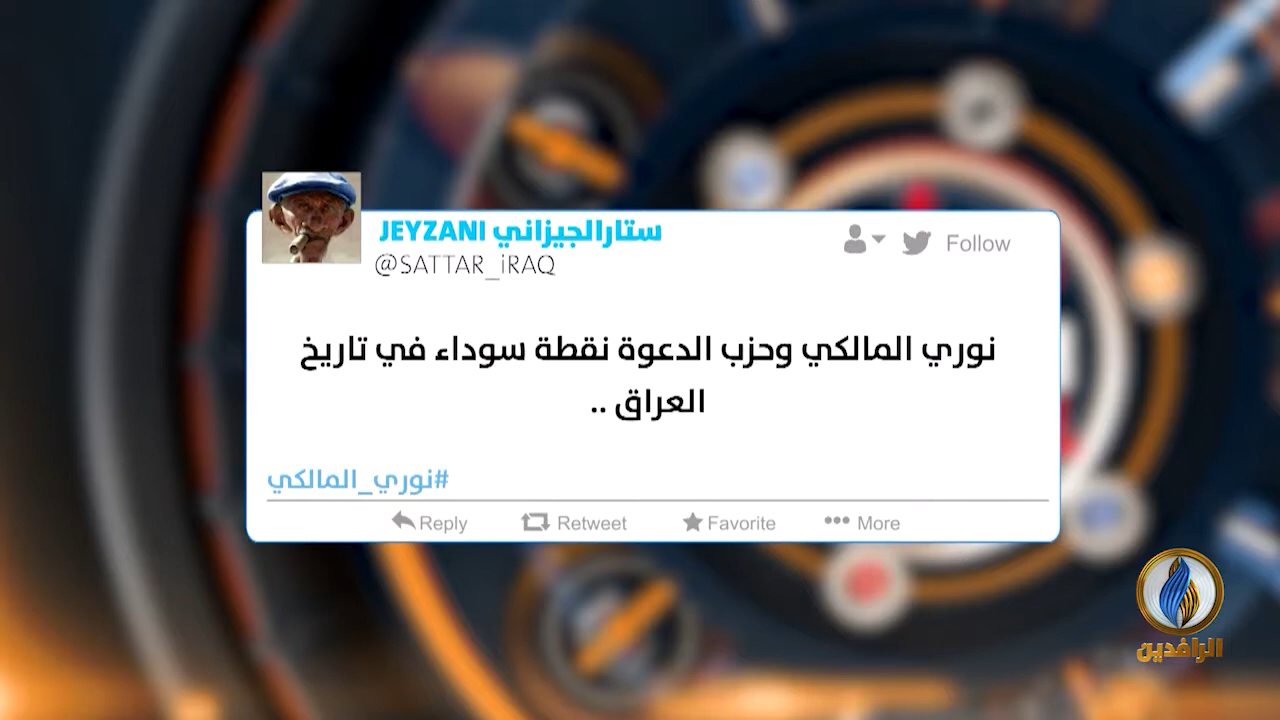 ستارالجيزاني JEYZANI
@SATTAR_iRAQ
Follow
نوري المالكي وحزب الدعوة نقطة سوداء في تاريخ
العراق ..
#نوري_المالكي
Reply Retweet Favorite More
الرافدين